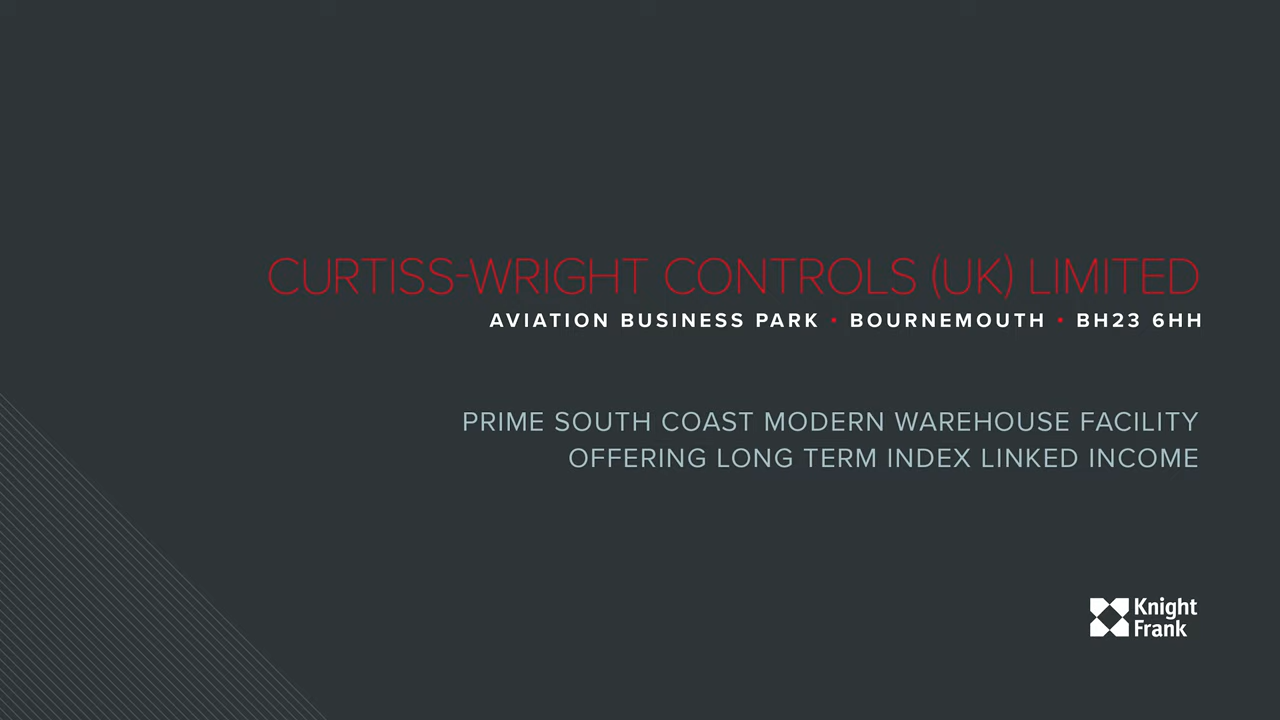 CURTISS-WRIGHT CONTROLS (UK) LIMITED
AVIATION BUSINESS PARK • BOURNEMOUTH • BH23 6HH
PRIME SOUTH COAST MODERN WAREHOUSE FACILITY
OFFERING LONG TERM INDEX LINKED INCOME
Knight
Frank